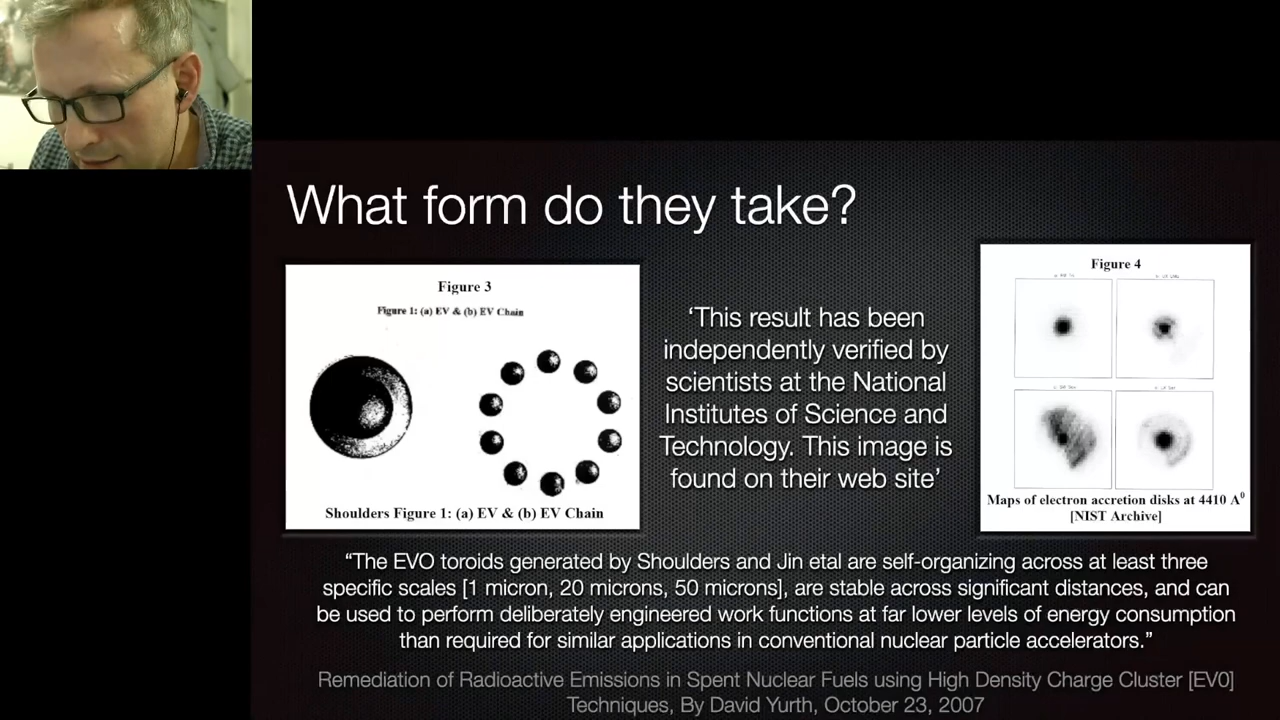 What form do they take?
Figure 3
Figure 1: (a) EV & (b) EV Chain
Shoulders Figure 1: (a) EV & (b) EV Chain
‘This result has been
independently verified by
scientists at the National
Institutes of Science and
Technology. This image is
found on their web site’
Figure 4
Maps of electron accretion disks at 4410 A⁰
[NIST Archive]
“The EVO toroids generated by Shoulders and Jin etal are self-organizing across at least three
specific scales [1 micron, 20 microns, 50 microns], are stable across significant distances, and can
be used to perform deliberately engineered work functions at far lower levels of energy consumption
than required for similar applications in conventional nuclear particle accelerators.”
Remediation of Radioactive Emissions in Spent Nuclear Fuels using High Density Charge Cluster [EV0]
Techniques, By David Yurth, October 23, 2007